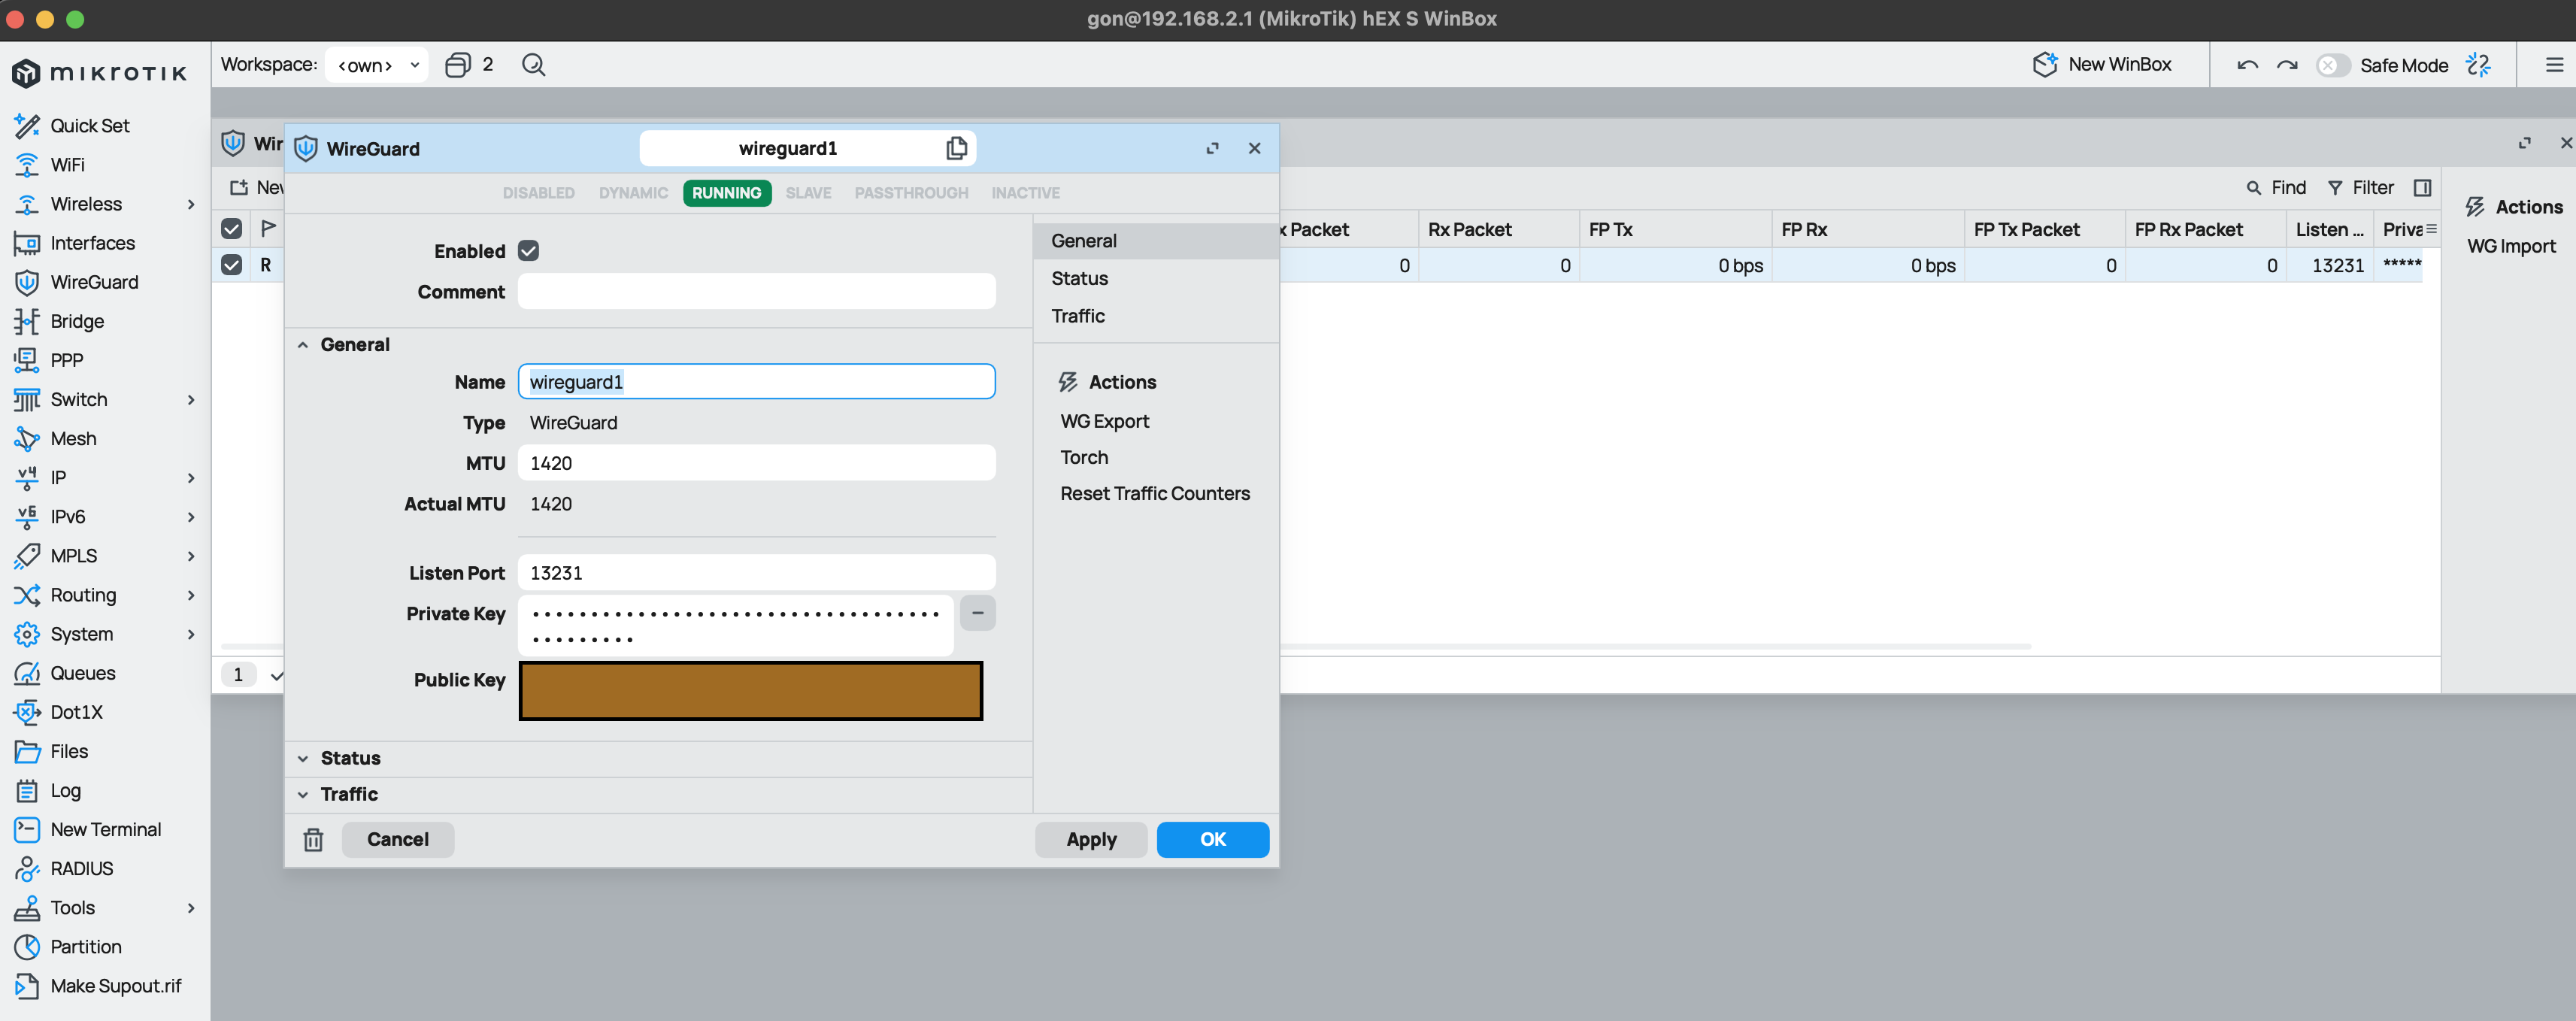 gon@192.168.2.1 (MikroTik) hEX S WinBox
mikrotik
Workspace: <own> 2
New WinBox
Safe Mode
Quick Set
WiFi
Wireless
Interfaces
WireGuard
Bridge
PPP
Switch
Mesh
v4 IP
v6 IPv6
MPLS
Routing
System
Queues
Dot1X
Files
Log
New Terminal
RADIUS
Tools
Partition
Make Supout.rif
Wir
Nev
R
1
WireGuard
wireguard1
DISABLED DYNAMIC RUNNING SLAVE PASSTHROUGH INACTIVE
Enabled
Comment
General
Name wireguard1
Type WireGuard
MTU 1420
Actual MTU 1420
Listen Port 13231
Private Key ••••••••••••••••••••••••••••••••••• –
•••••••••
Public Key
Status
Traffic
Cancel
Apply
OK
General
Status
Traffic
Actions
WG Export
Torch
Reset Traffic Counters
Find Filter
x Packet Rx Packet FP Tx FP Rx FP Tx Packet FP Rx Packet Listen ... Priva
0 0 0 bps 0 bps 0 0 13231 *****
Actions
WG Import